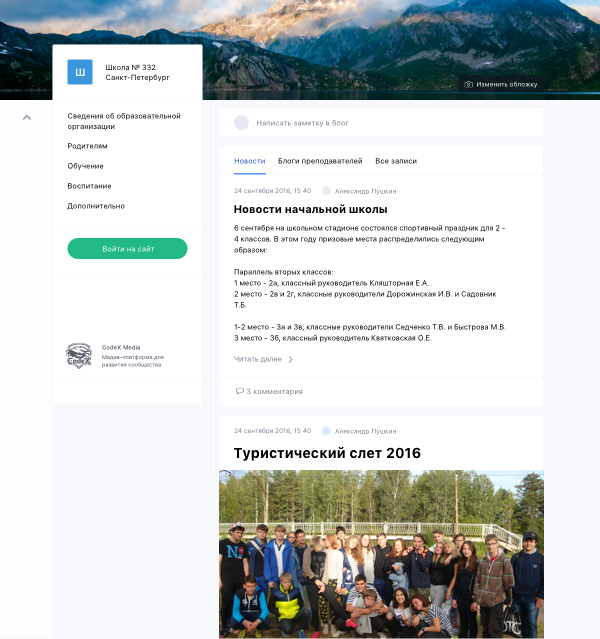 Ш
Школа № 332
Санкт-Петербург
Изменить обложку
Сведения об образовательной
организации
Родителям
Обучение
Воспитание
Дополнительно
Войти на сайт
CodeX
CodeX Media
Медиа-платформа для
развития сообщества
Написать заметку в блог
Новости
Блоги преподавателей
Все записи
24 сентября 2016, 15:40
Александр Пушкин
Новости начальной школы
6 сентября на школьном стадионе состоялся спортивный праздник для 2 -
4 классов. В этом году призовые места распределились следующим
образом:
Параллель вторых классов:
1 место - 2а, классный руководитель Кляшторная Е.А.
2 место - 2в и 2г, классные руководители Дорожинская И.В. и Садовник
Т.Б.
1-2 место - 3а и 3в, классные руководители Седченко Т.В. и Быстрова М.В.
3 место - 3б, классный руководитель Квятковская О.Е.
Читать далее
3 комментария
24 сентября 2016, 15:40
Александр Пушкин
Туристический слет 2016
N